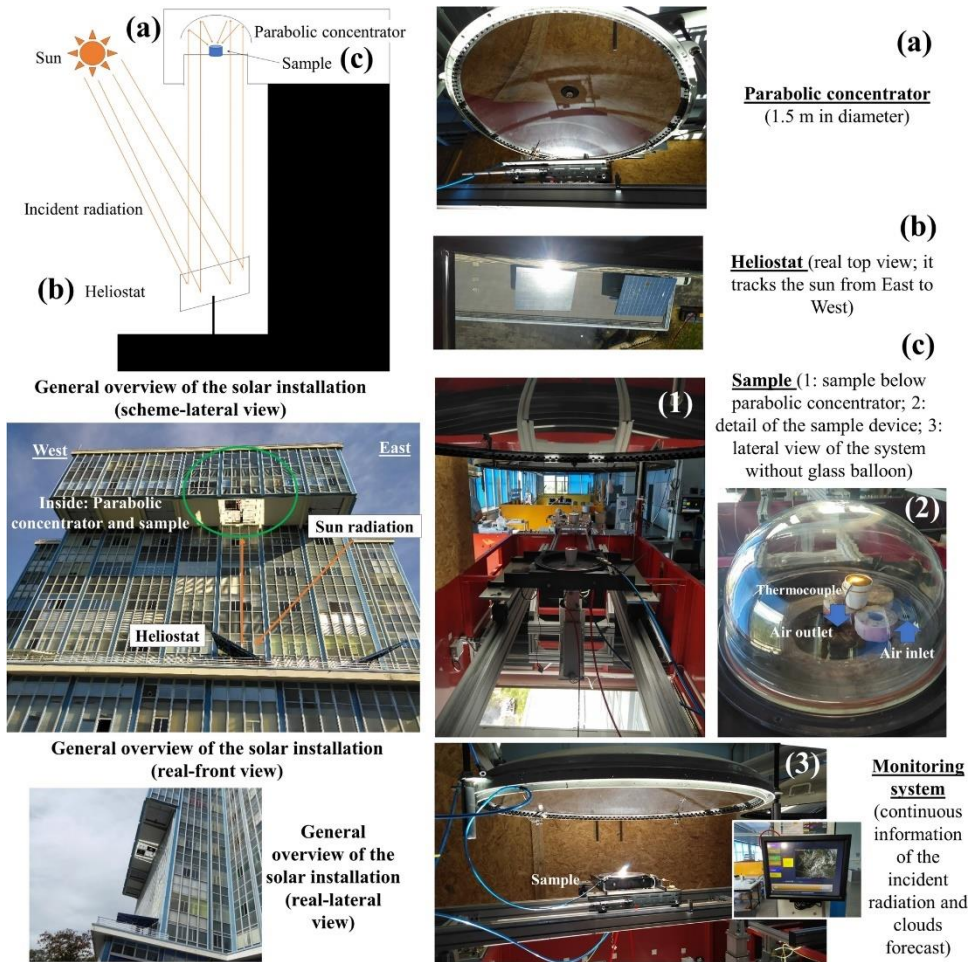 (a)
Parabolic concentrator
Sun
Sample
(c)
Incident radiation
(b)
Heliostat
General overview of the solar installation
(scheme-lateral view)
West
East
Inside: Parabolic
concentrator and sample
Sun radiation
Heliostat
General overview of the solar installation
(real-front view)
General
overview of the
solar installation
(real-lateral
view)
(a)
Parabolic concentrator
(1.5 m in diameter)
(b)
Heliostat (real top view; it
tracks the sun from East to
West)
(c)
Sample (1: sample below
parabolic concentrator; 2:
detail of the sample device; 3:
lateral view of the system
without glass balloon)
(1)
(2)
Thermocouple
Air outlet
Air inlet
(3)
Sample
Monitoring
system
(continuous
information
of the
incident
radiation and
clouds
forecast)